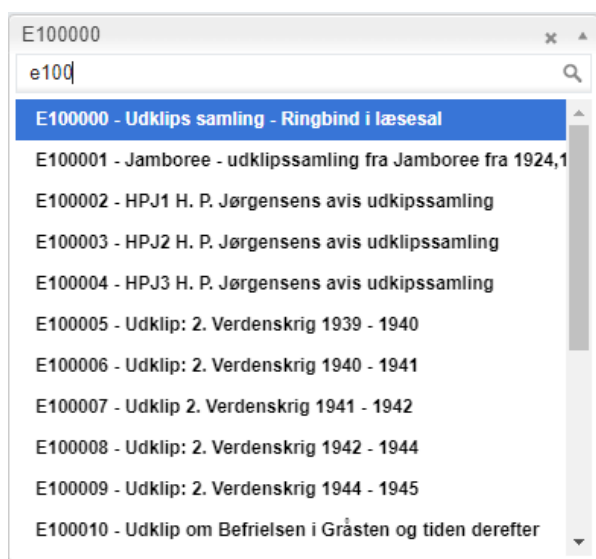 E100000
e100
E100000 - Udklips samling - Ringbind i læsesal
E100001 - Jamboree - udklipssamling fra Jamboree fra 1924,1
E100002 - HPJ1 H. P. Jørgensens avis udkipssamling
E100003 - HPJ2 H. P. Jørgensens avis udklipssamling
E100004 - HPJ3 H. P. Jørgensens avis udkipssamling
E100005 - Udklip: 2. Verdenskrig 1939 - 1940
E100006 - Udklip: 2. Verdenskrig 1940 - 1941
E100007 - Udklip 2. Verdenskrig 1941 - 1942
E100008 - Udklip: 2. Verdenskrig 1942 - 1944
E100009 - Udklip: 2. Verdenskrig 1944 - 1945
E100010 - Udklip om Befrielsen i Gråsten og tiden derefter